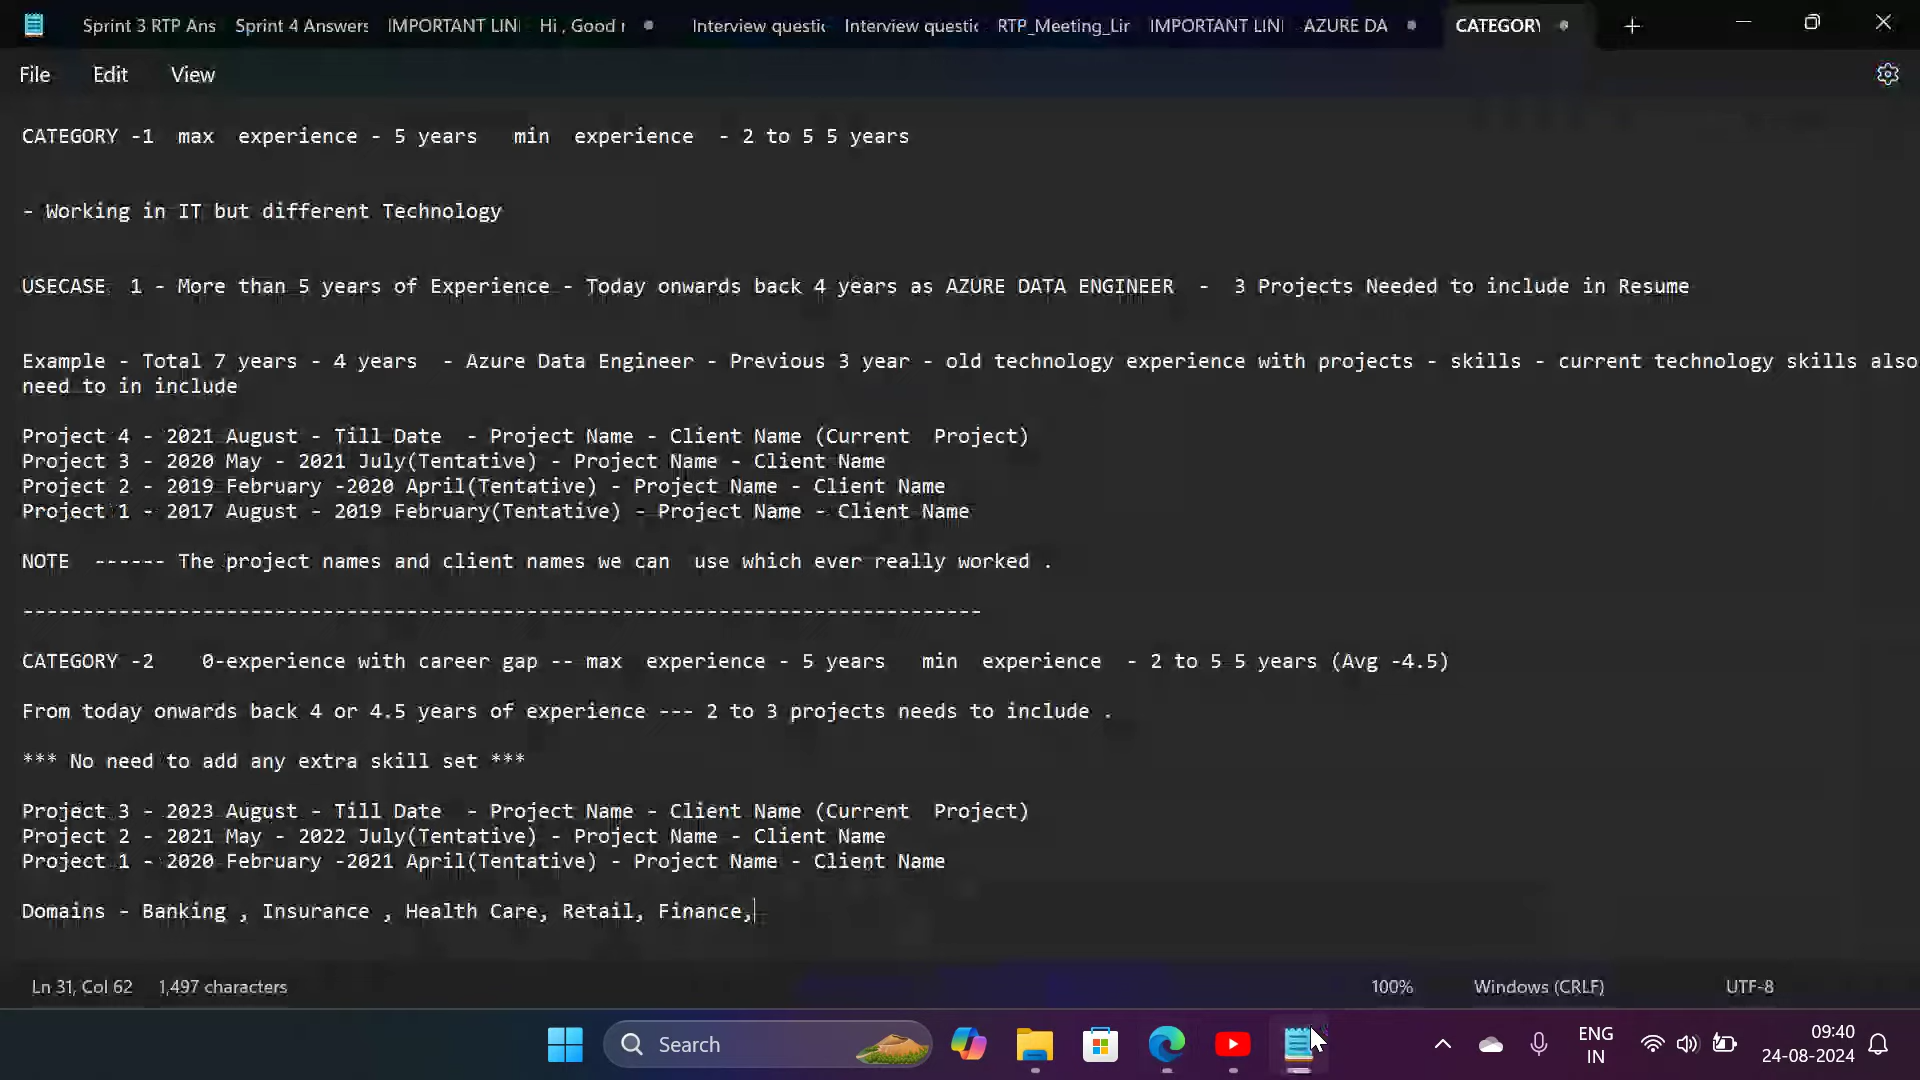 Sprint 3 RTP Ans Sprint 4 Answers IMPORTANT LIN Hi , Good r Interview questic Interview questic RTP_Meeting_Lir IMPORTANT LINI AZURE DA CATEGORY
File Edit View
CATEGORY -1  max  experience - 5 years   min  experience  - 2 to 5 5 years
- Working in IT but different Technology
USECASE  1 - More than 5 years of Experience - Today onwards back 4 years as AZURE DATA ENGINEER  -  3 Projects Needed to include in Resume
Example - Total 7 years - 4 years  - Azure Data Engineer - Previous 3 year - old technology experience with projects - skills - current technology skills also
need to in include
Project 4 - 2021 August - Till Date  - Project Name - Client Name (Current  Project)
Project 3 - 2020 May - 2021 July(Tentative) - Project Name - Client Name
Project 2 - 2019 February -2020 April(Tentative) - Project Name - Client Name
Project 1 - 2017 August - 2019 February(Tentative) - Project Name - Client Name
NOTE  ------ The project names and client names we can  use which ever really worked .
--------------------------------------------------------------------------------
CATEGORY -2    0-experience with career gap -- max  experience - 5 years   min  experience  - 2 to 5 5 years (Avg -4.5)
From today onwards back 4 or 4.5 years of experience --- 2 to 3 projects needs to include .
*** No need to add any extra skill set ***
Project 3 - 2023 August - Till Date  - Project Name - Client Name (Current  Project)
Project 2 - 2021 May - 2022 July(Tentative) - Project Name - Client Name
Project 1 - 2020 February -2021 April(Tentative) - Project Name - Client Name
Domains - Banking , Insurance , Health Care, Retail, Finance,
Ln 31, Col 62 1,497 characters 100% Windows (CRLF) UTF-8
Search ENG 09:40
IN 24-08-2024